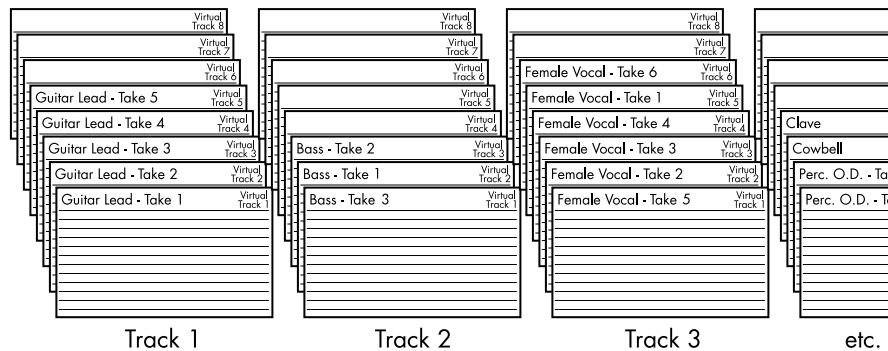 Virtual
Track 8
Virtual
Track 7
Virtual
Track 6
Guitar Lead - Take 5 Virtual
Track 5
Guitar Lead - Take 4 Virtual
Track 4
Guitar Lead - Take 3 Virtual
Track 3
Guitar Lead - Take 2 Virtual
Track 2
Guitar Lead - Take 1 Virtual
Track 1
Track 1
Virtual
Track 8
Virtual
Track 7
Virtual
Track 6
Virtual
Track 5
Virtual
Track 4
Bass - Take 2 Virtual
Track 3
Bass - Take 1 Virtual
Track 2
Bass - Take 3 Virtual
Track 1
Track 2
Virtual
Track 8
Virtual
Track 7
Female Vocal - Take 6 Virtual
Track 6
Female Vocal - Take 1 Virtual
Track 5
Female Vocal - Take 4 Virtual
Track 4
Female Vocal - Take 3 Virtual
Track 3
Female Vocal - Take 2 Virtual
Track 2
Female Vocal - Take 5 Virtual
Track 1
Track 3
Clave
Cowbell
Perc. O.D. - Ta
Perc. O.D. - T
etc.